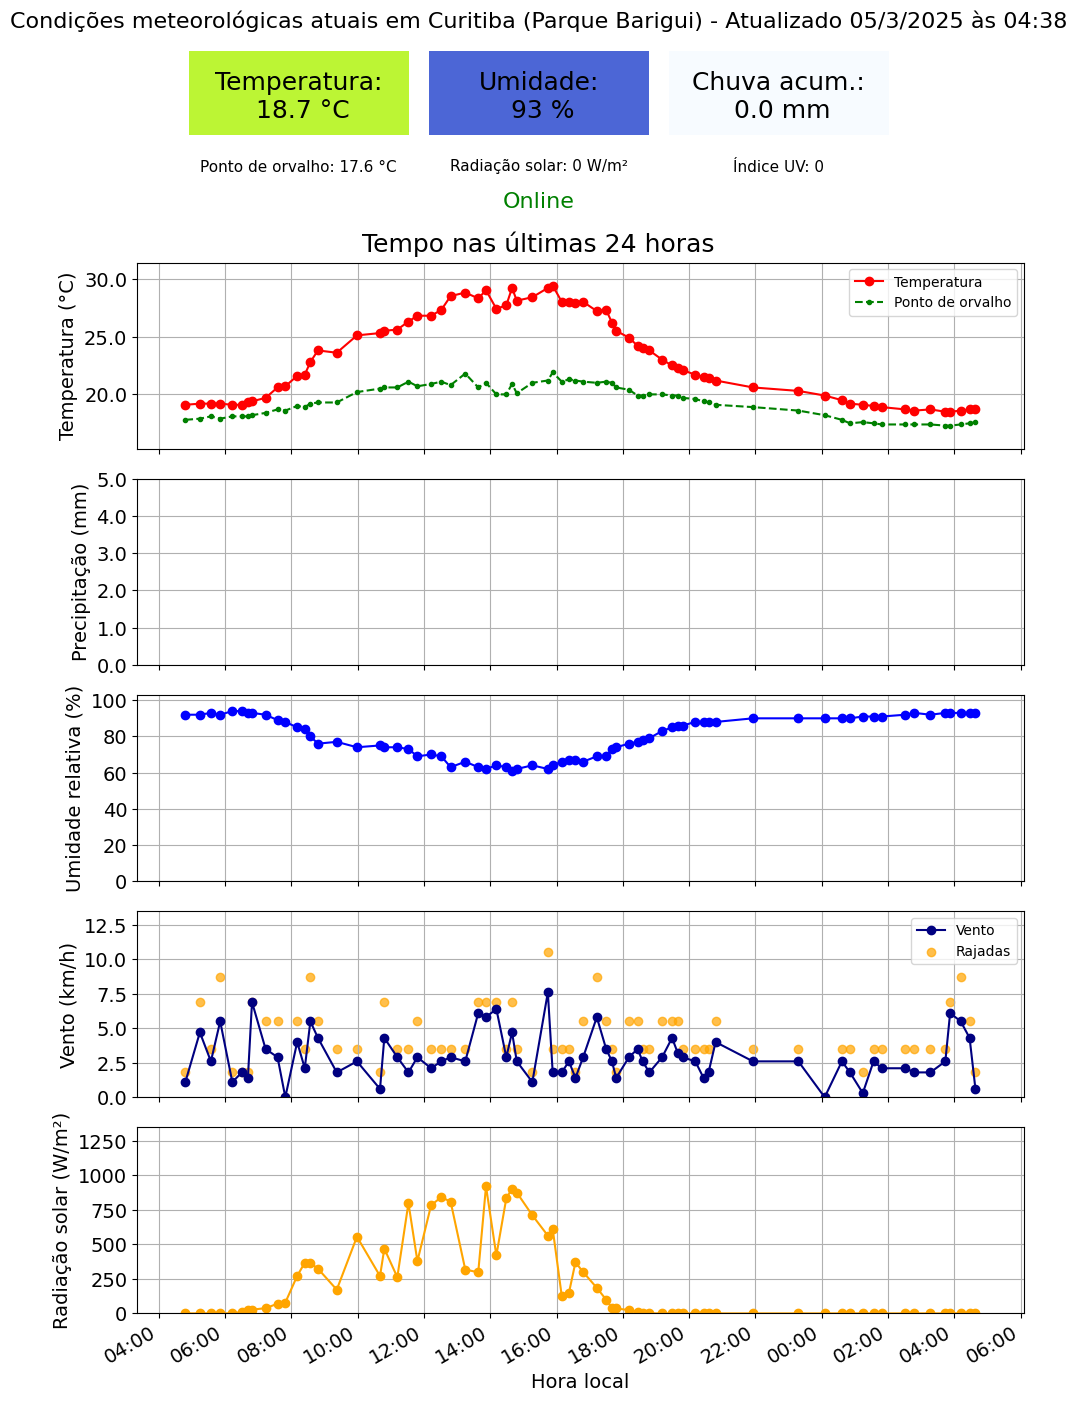 Condições meteorológicas atuais em Curitiba (Parque Barigui) - Atualizado 05/3/2025 às 04:38
Temperatura:
18.7 °C
Umidade:
93 %
Chuva acum.:
0.0 mm
Ponto de orvalho: 17.6 °C
Radiação solar: 0 W/m²
Índice UV: 0
Online
Tempo nas últimas 24 horas
Temperatura (°C)
30.0
25.0
20.0
Temperatura
Ponto de orvalho
Precipitação (mm)
5.0
4.0
3.0
2.0
1.0
0.0
Umidade relativa (%)
100
80
60
40
20
0
Vento (km/h)
12.5
10.0
7.5
5.0
2.5
0.0
Vento
Rajadas
Radiação solar (W/m²)
1250
1000
750
500
250
0
04:00 06:00 08:00 10:00 12:00 14:00 16:00 18:00 20:00 22:00 00:00 02:00 04:00 06:00
Hora local